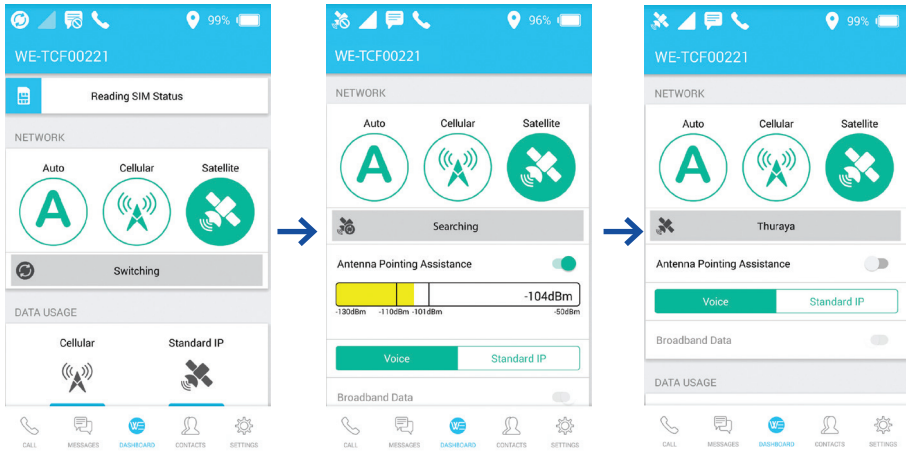 99%
WE-TCF00221
Reading SIM Status
NETWORK
Auto Cellular Satellite
A
Switching
DATA USAGE
Cellular Standard IP
WE
CALL MESSAGES DASHBOARD CONTACTS SETTINGS
96%
WE-TCF00221
NETWORK
Auto Cellular Satellite
A
Searching
Antenna Pointing Assistance
-104dBm
-130dBm -110dBm -101dBm -50dBm
Voice Standard IP
Broadband Data
WE
CALL MESSAGES DASHBOARD CONTACTS SETTINGS
99%
WE-TCF00221
NETWORK
Auto Cellular Satellite
A
Thuraya
Antenna Pointing Assistance
Voice Standard IP
Broadband Data
DATA USAGE
WE
CALL MESSAGES DASHBOARD CONTACTS SETTINGS